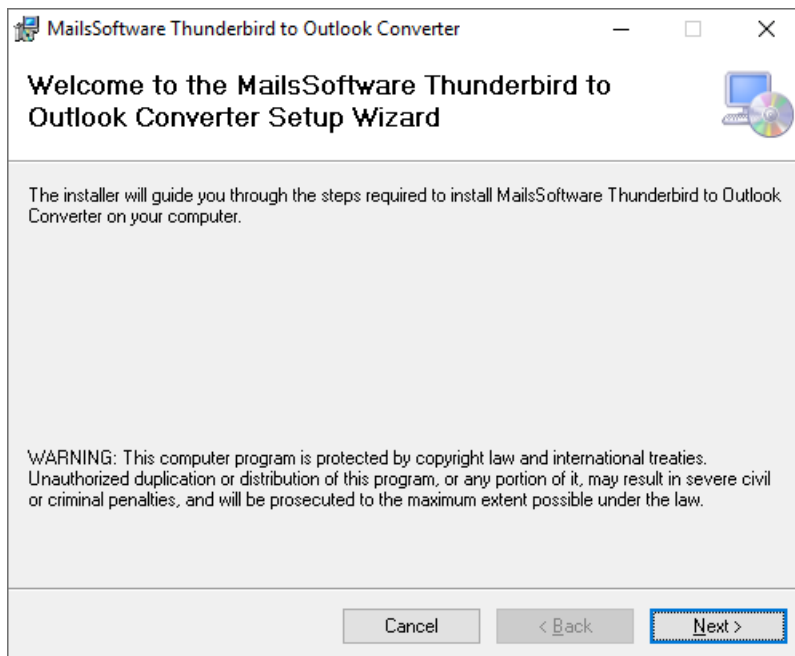 MailsSoftware Thunderbird to Outlook Converter
Welcome to the MailsSoftware Thunderbird to
Outlook Converter Setup Wizard
The installer will guide you through the steps required to install MailsSoftware Thunderbird to Outlook
Converter on your computer.
WARNING: This computer program is protected by copyright law and international treaties.
Unauthorized duplication or distribution of this program, or any portion of it, may result in severe civil
or criminal penalties, and will be prosecuted to the maximum extent possible under the law.
Cancel
< Back
Next >